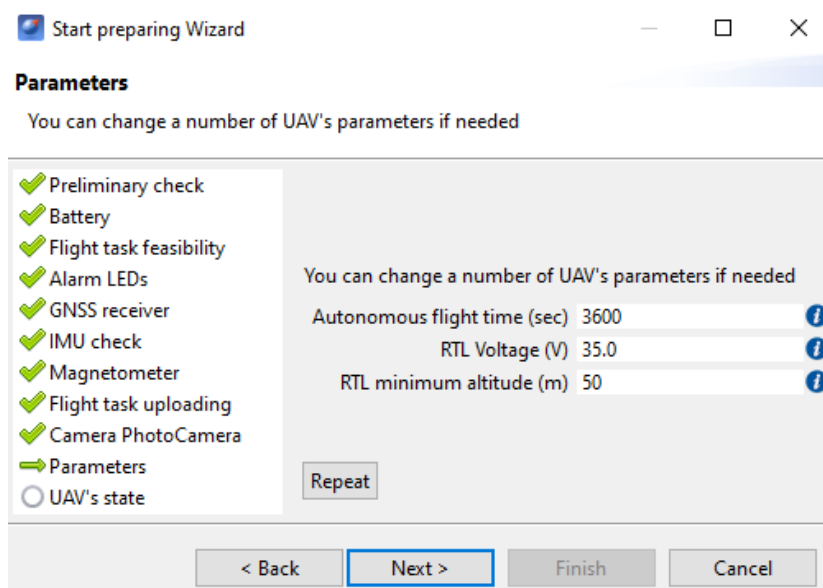 Start preparing Wizard
Parameters
You can change a number of UAV's parameters if needed
Preliminary check
Battery
Flight task feasibility
Alarm LEDs
GNSS receiver
IMU check
Magnetometer
Flight task uploading
Camera PhotoCamera
Parameters
UAV's state
You can change a number of UAV's parameters if needed
Autonomous flight time (sec) 3600
RTL Voltage (V) 35.0
RTL minimum altitude (m) 50
Repeat
< Back Next > Finish Cancel